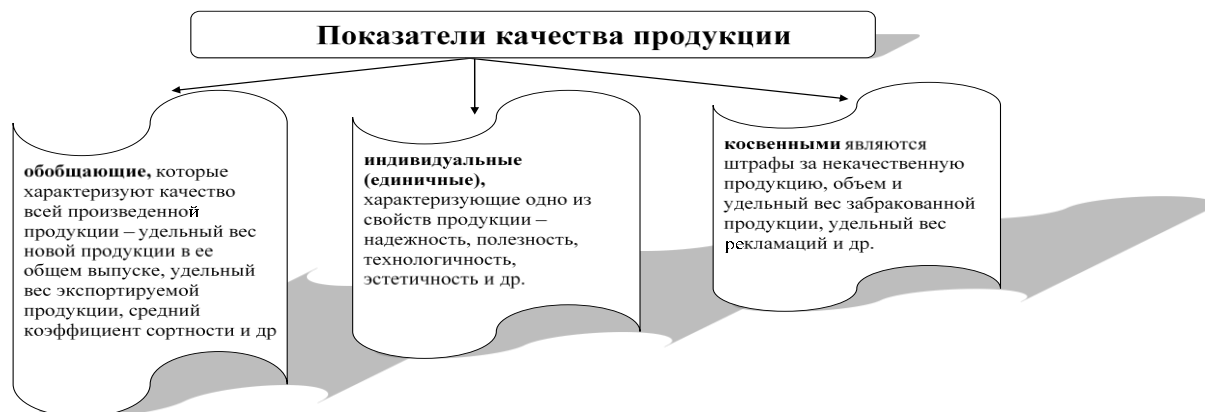 Показатели качества продукции
обобщающие, которые
характеризуют качество
всей произведенной
продукции – удельный вес
новой продукции в ее
общем выпуске, удельный
вес экспортируемой
продукции, средний
коэффициент сортности и др
индивидуальные
(единичные),
характеризующие одно из
свойств продукции –
надежность, полезность,
технологичность,
эстетичность и др.
косвенными являются
штрафы за некачественную
продукцию, объем и
удельный вес забракованной
продукции, удельный вес
рекламаций и др.